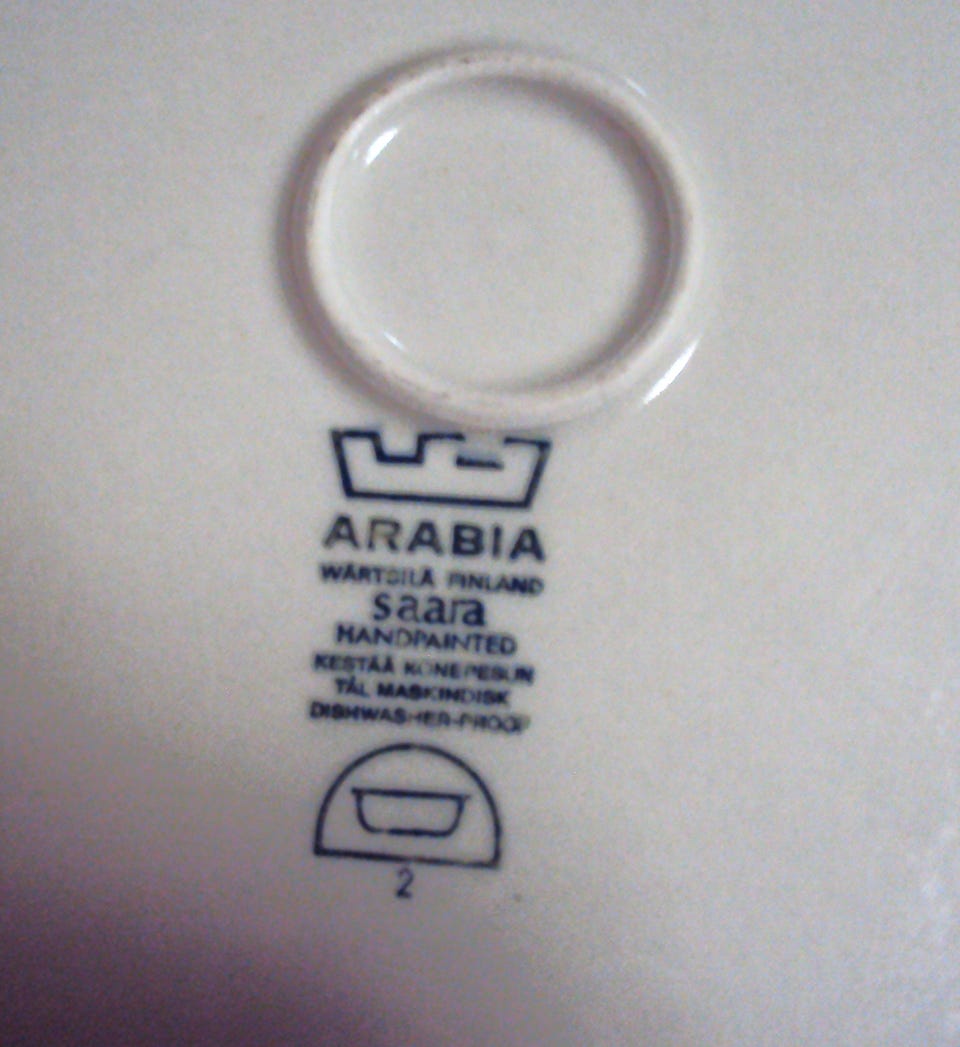 ARABIA
WÄRTSILÄ FINLAND
saara
HANDPAINTED
KESTÄÄ KONEPESUN
TÅL MASKINDISK
DISHWASHER-PROOF
2